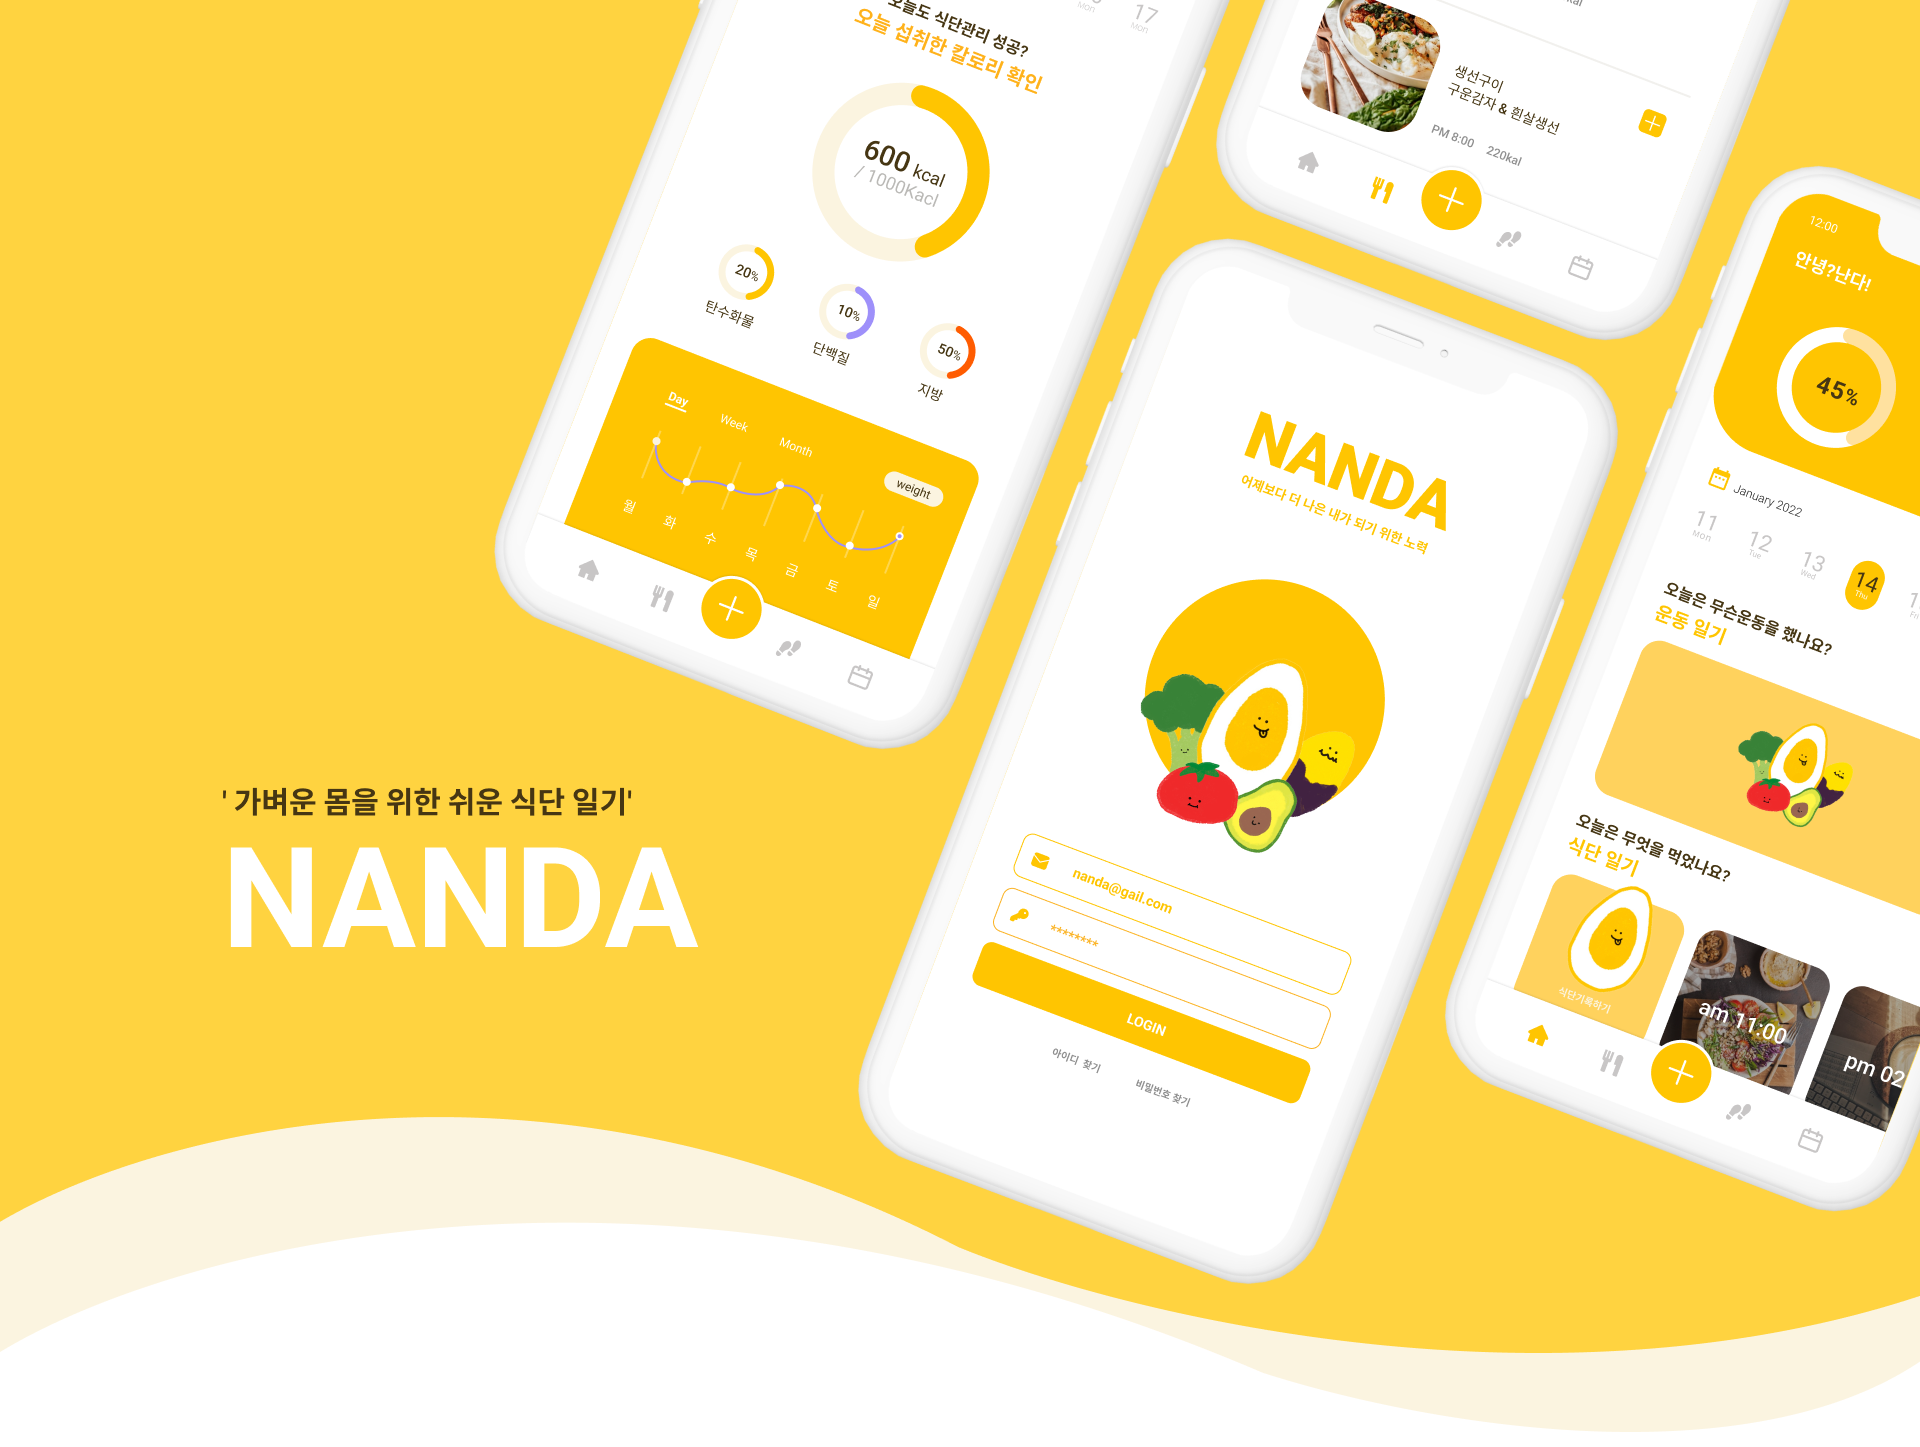 ' 가벼운 몸을 위한 쉬운 식단 일기'
NANDA
17
Mon
Mon
오늘도 식단관리 성공?
오늘 섭취한 칼로리 확인
600 kcal
/ 1000Kacl
20%
탄수화물
10%
단백질
50%
지방
Day
Week
Month
weight
월
화
수
목
금
토
일
생선구이
구운감자 & 흰살생선
PM 8:00 220kal
NANDA
어제보다 더 나은 내가 되기 위한 노력
nanda@gail.com
********
LOGIN
아이디 찾기
비밀번호 찾기
12:00
안녕?난다!
45%
January 2022
11
Mon
12
Tue
13
Wed
14
Thu
오늘은 무슨운동을 했나요?
운동 일기
오늘은 무엇을 먹었나요?
식단 일기
식단기록하기
am 11:00
pm 02